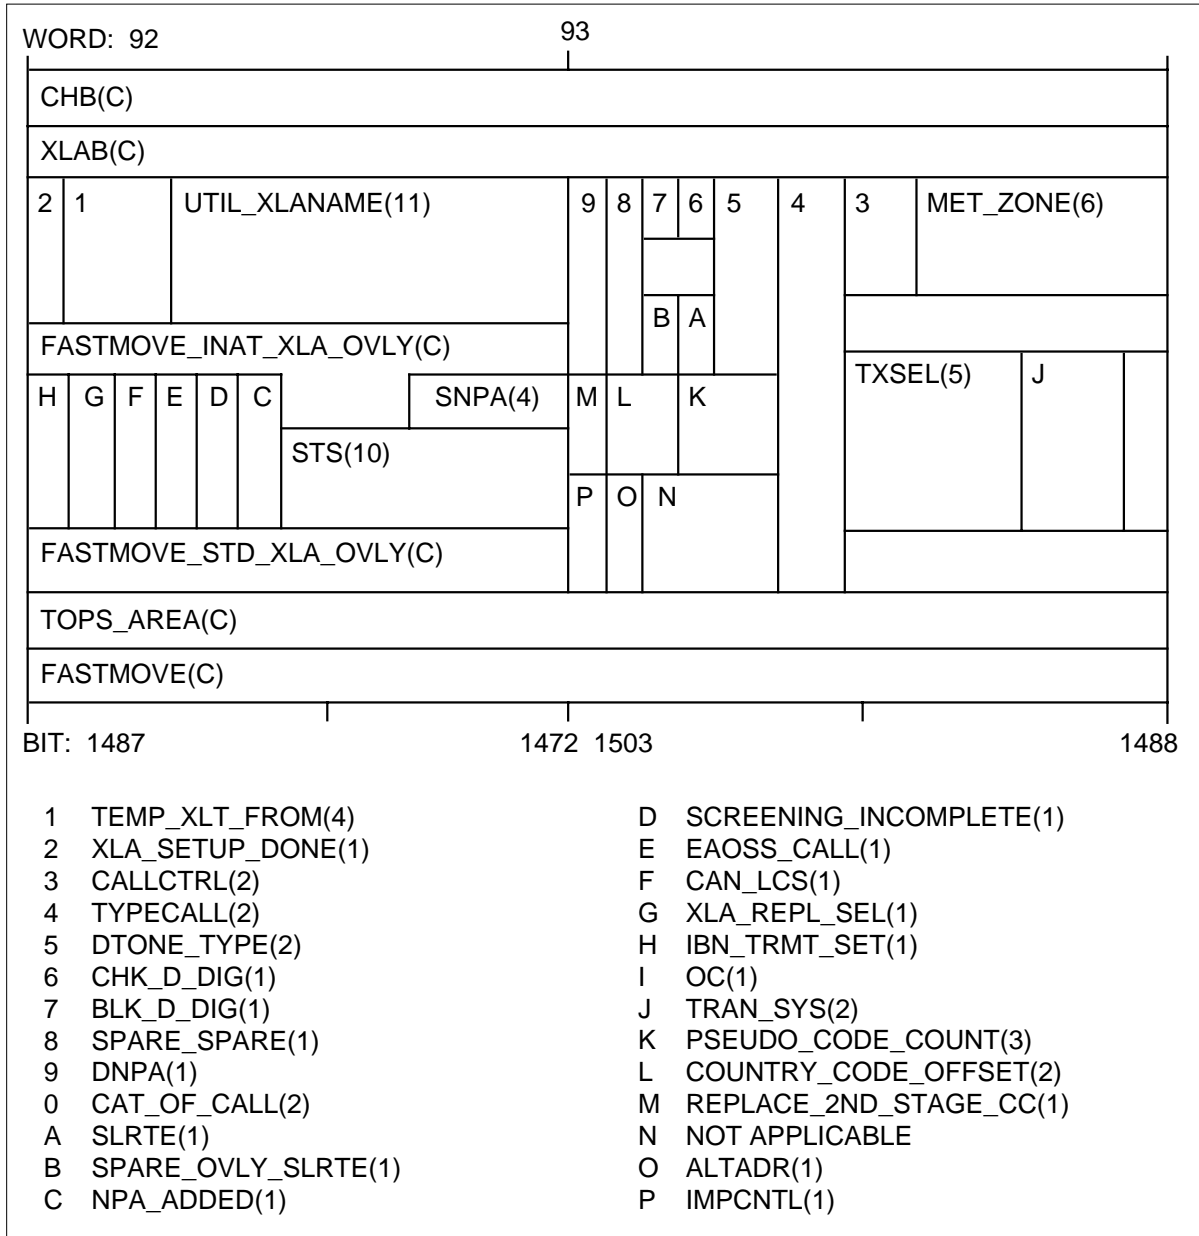 WORD: 92 93
CHB(C)
XLAB(C)
2 1 UTIL_XLANAME(11) 9 8 7 6 5 4 3 MET_ZONE(6)
B A
FASTMOVE_INAT_XLA_OVLY(C)
TXSEL(5) J
H G F E D C SNPA(4) M L K
STS(10)
P O N
FASTMOVE_STD_XLA_OVLY(C)
TOPS_AREA(C)
FASTMOVE(C)
BIT: 1487 1472 1503 1488
1 TEMP_XLT_FROM(4)
2 XLA_SETUP_DONE(1)
3 CALLCTRL(2)
4 TYPECALL(2)
5 DTONE_TYPE(2)
6 CHK_D_DIG(1)
7 BLK_D_DIG(1)
8 SPARE_SPARE(1)
9 DNPA(1)
0 CAT_OF_CALL(2)
A SLRTE(1)
B SPARE_OVLY_SLRTE(1)
C NPA_ADDED(1)
D SCREENING_INCOMPLETE(1)
E EAOSS_CALL(1)
F CAN_LCS(1)
G XLA_REPL_SEL(1)
H IBN_TRMT_SET(1)
I OC(1)
J TRAN_SYS(2)
K PSEUDO_CODE_COUNT(3)
L COUNTRY_CODE_OFFSET(2)
M REPLACE_2ND_STAGE_CC(1)
N NOT APPLICABLE
O ALTADR(1)
P IMPCNTL(1)